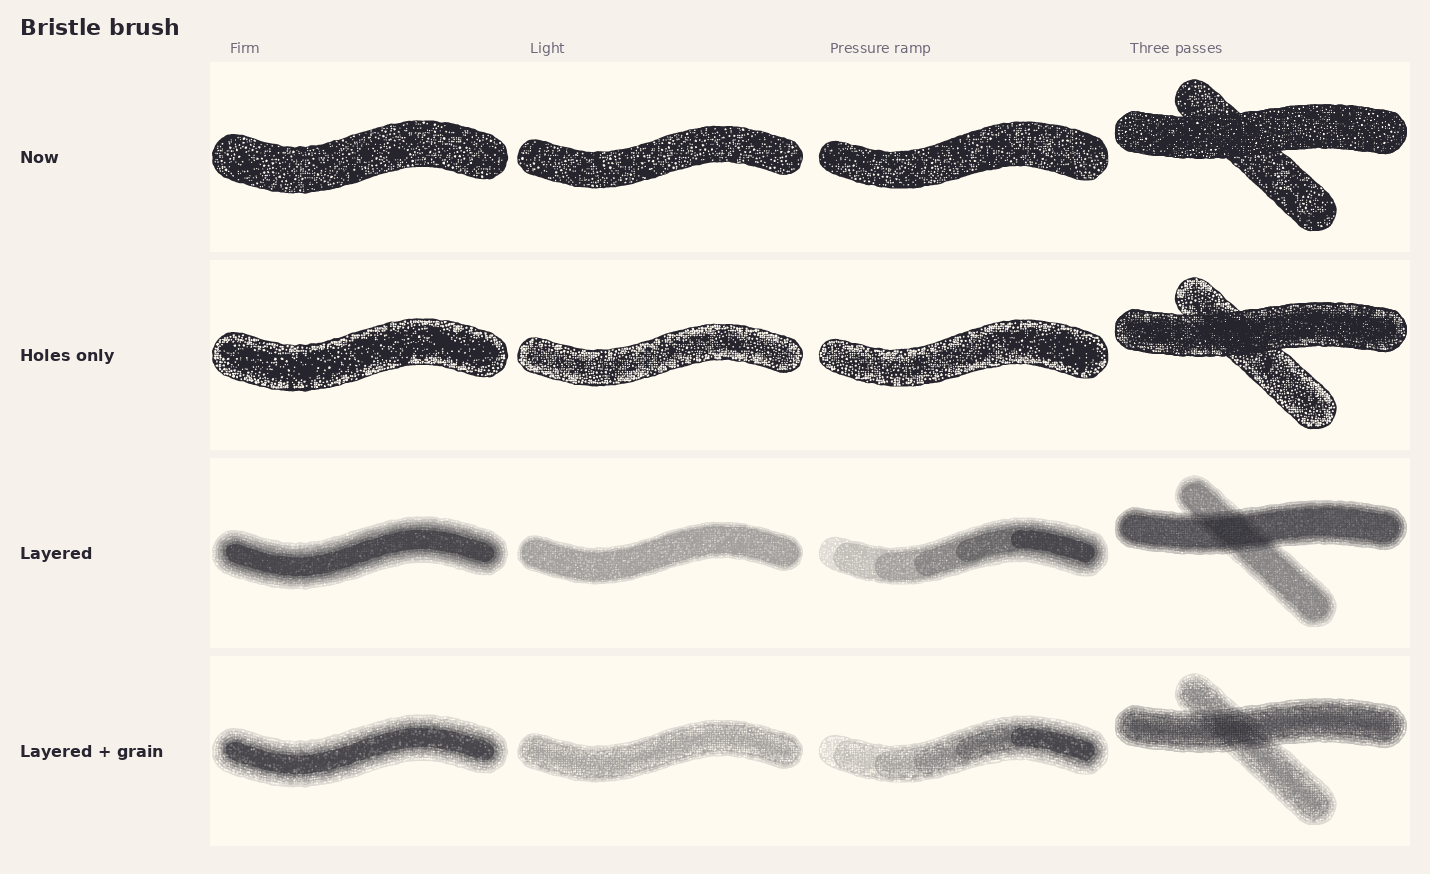 Bristle brush
Firm Light Pressure ramp Three passes
Now
Holes only
Layered
Layered + grain